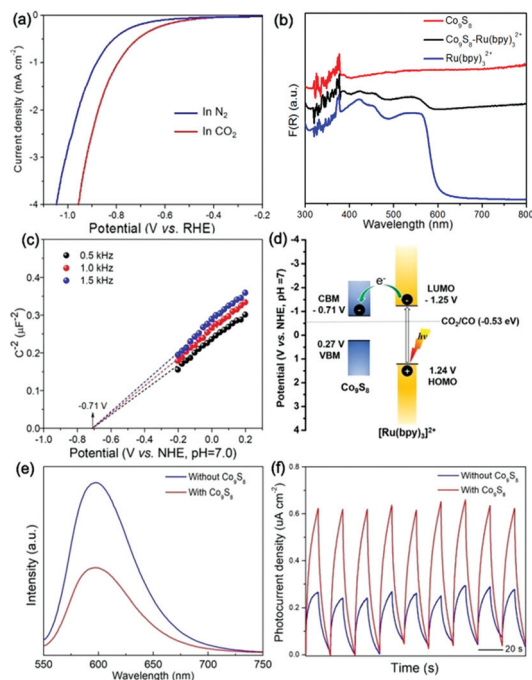 (a)
Current density (mA cm⁻²)
0
-1
-2
-3
-4
In N₂
In CO₂
-1.0
-0.8
-0.6
-0.4
-0.2
Potential (V vs. RHE)
(b)
F(R) (a.u.)
Co₉S₈
Co₉S₈-Ru(bpy)₃²⁺
Ru(bpy)₃²⁺
300
400
500
600
700
800
Wavelength (nm)
(c)
C⁻² (μF⁻²)
0.4
0.3
0.2
0.1
0.0
0.5 kHz
1.0 kHz
1.5 kHz
-0.71 V
-1.0
-0.8
-0.6
-0.4
-0.2
0.0
0.2
Potential (V vs. NHE, pH=7.0)
(d)
Potential (V vs. NHE, pH =7)
-4
-3
-2
-1
0
1
2
3
4
e⁻
CBM
- 0.71 V
LUMO
- 1.25 V
CO₂/CO (-0.53 eV)
0.27 V
VBM
hν
1.24 V
HOMO
Co₉S₈
[Ru(bpy)₃]²⁺
(e)
Intensity (a.u.)
Without Co₉S₈
With Co₉S₈
550
600
650
700
750
Wavelength (nm)
(f)
Photocurrent density (uA cm⁻²)
0.8
0.6
0.4
0.2
0.0
Without Co₉S₈
With Co₉S₈
20 s
Time (s)